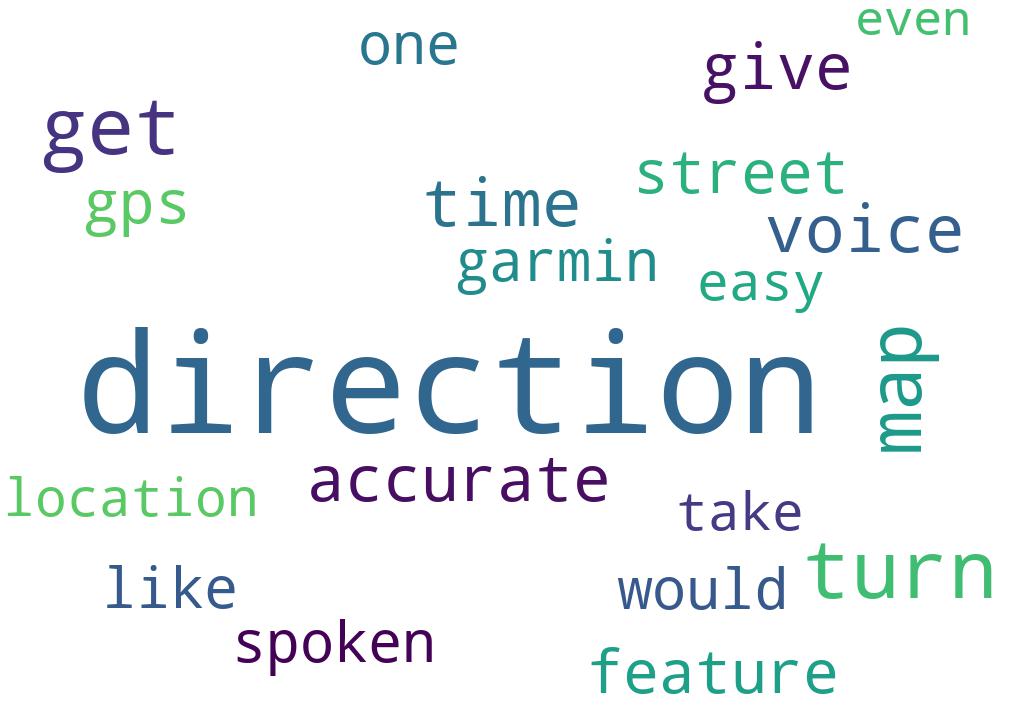 even
one
give
get
street
gps
time
voice
garmin
easy
direction
map
accurate
location
take
turn
like
would
spoken
feature